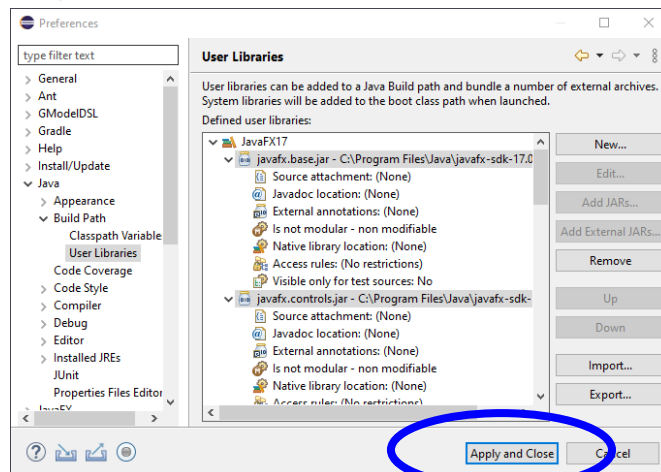 Preferences
type filter text
General
Ant
GModelDSL
Gradle
Help
Install/Update
Java
Appearance
Build Path
Classpath Variable
User Libraries
Code Coverage
Code Style
Compiler
Debug
Editor
Installed JREs
JUnit
Properties Files Editor
JavaFX
User Libraries
User libraries can be added to a Java Build path and bundle a number of external archives.
System libraries will be added to the boot class path when launched.
Defined user libraries:
JavaFX17
javafx.base.jar - C:\Program Files\Java\javafx-sdk-17.0
Source attachment: (None)
Javadoc location: (None)
External annotations: (None)
Is not modular - non modifiable
Native library location: (None)
Access rules: (No restrictions)
Visible only for test sources: No
javafx.controls.jar - C:\Program Files\Java\javafx-sdk-
Source attachment: (None)
Javadoc location: (None)
External annotations: (None)
Is not modular - non modifiable
Native library location: (None)
Access rules: (No restrictions)
New...
Edit...
Add JARs...
Add External JARs...
Remove
Up
Down
Import...
Export...
Apply and Close
Cancel